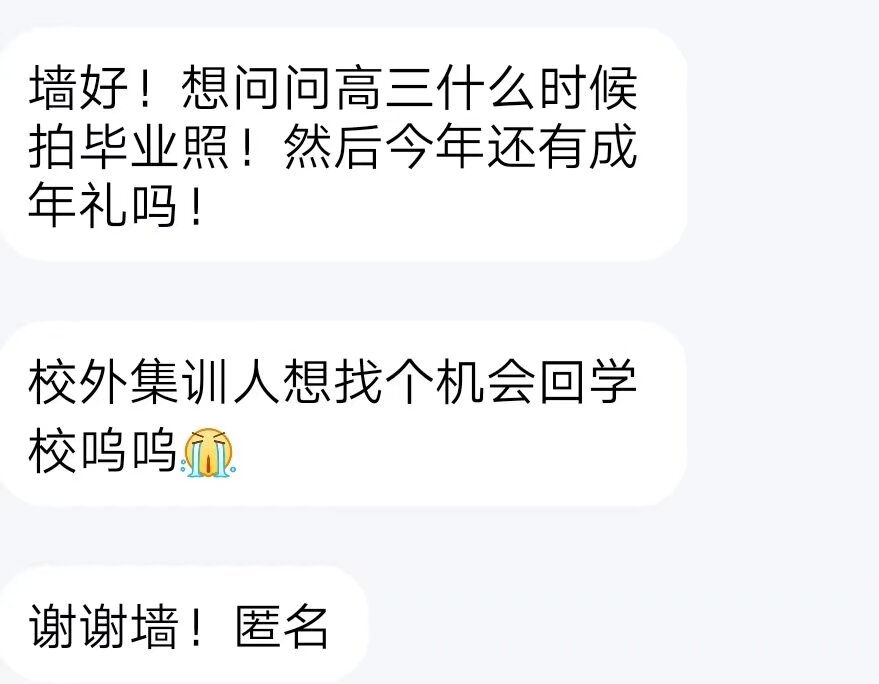 墙好！想问问高三什么时候
拍毕业照！然后今年还有成
年礼吗！
校外集训人想找个机会回学
校呜呜😭
谢谢墙！匿名